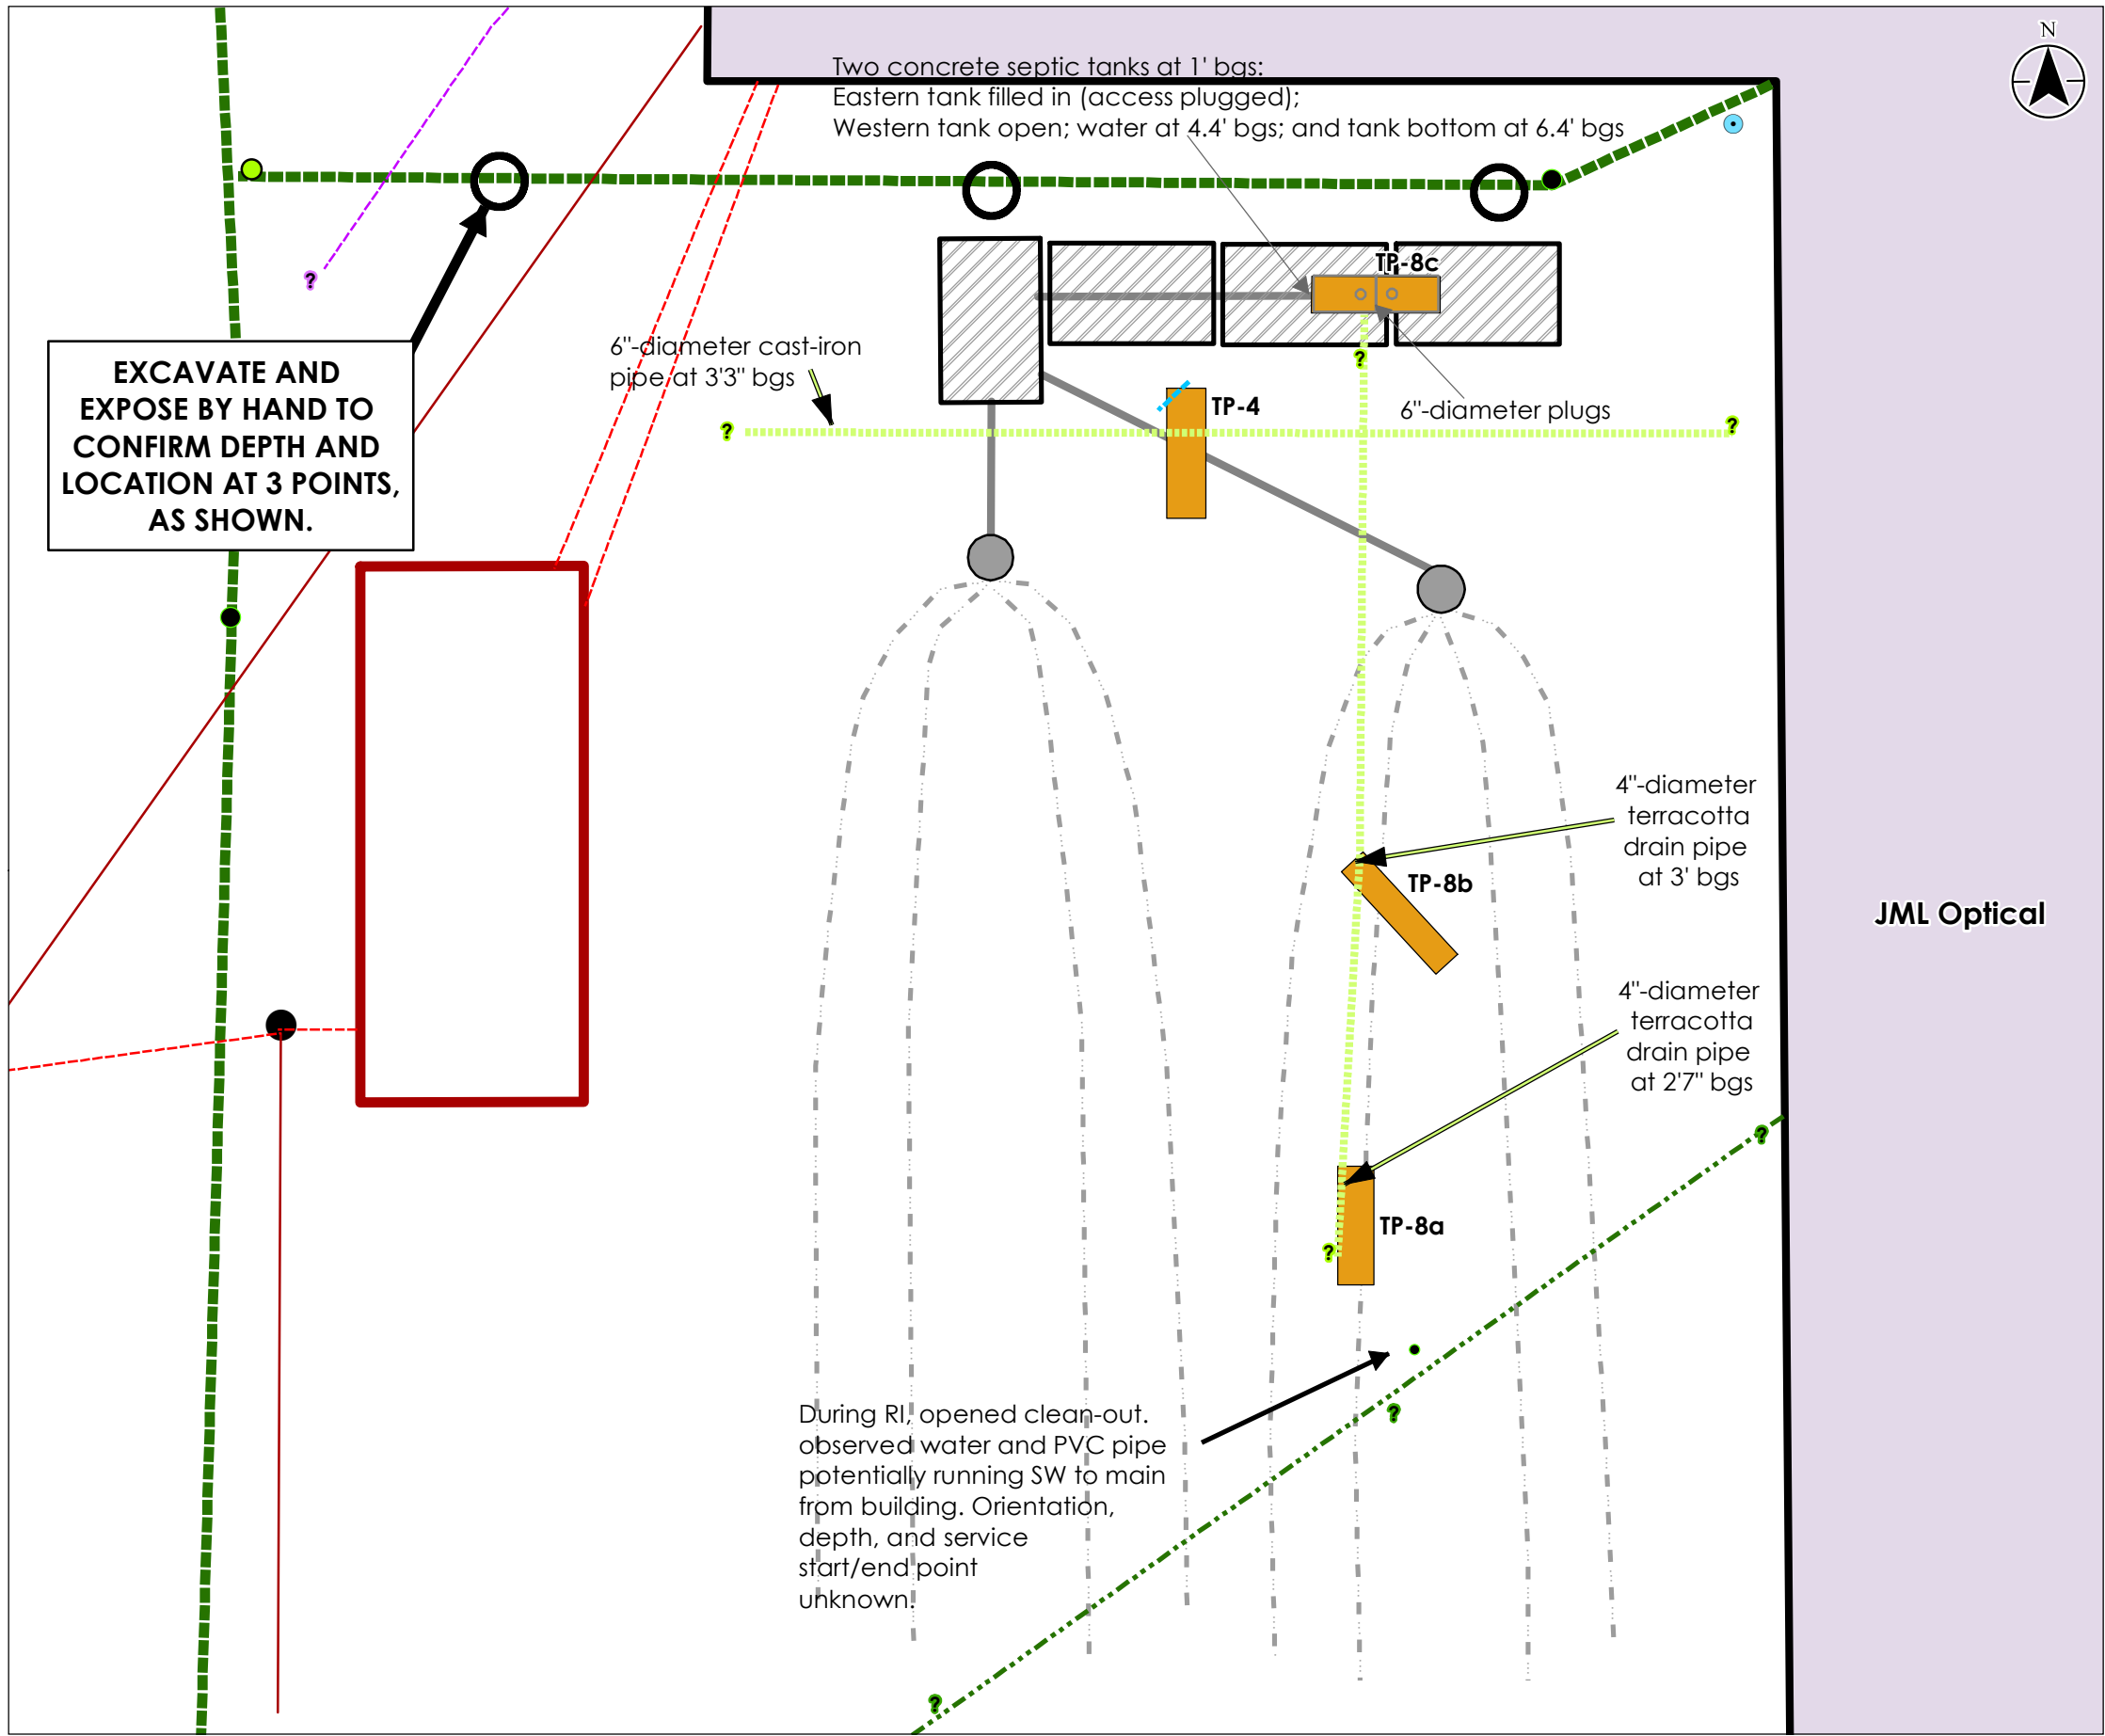 N
Two concrete septic tanks at 1' bgs:
Eastern tank filled in (access plugged);
Western tank open; water at 4.4' bgs; and tank bottom at 6.4' bgs
TP-8c
?
EXCAVATE AND
EXPOSE BY HAND TO
CONFIRM DEPTH AND
LOCATION AT 3 POINTS,
AS SHOWN.
6"-diameter cast-iron
pipe at 3'3" bgs
?
TP-4
6"-diameter plugs
?
?
4"-diameter
terracotta
drain pipe
at 3' bgs
TP-8b
JML Optical
4"-diameter
terracotta
drain pipe
at 2'7" bgs
?
TP-8a
?
During RI, opened clean-out.
observed water and PVC pipe
potentially running SW to main
from building. Orientation,
depth, and service
start/end point
unknown.
?
?